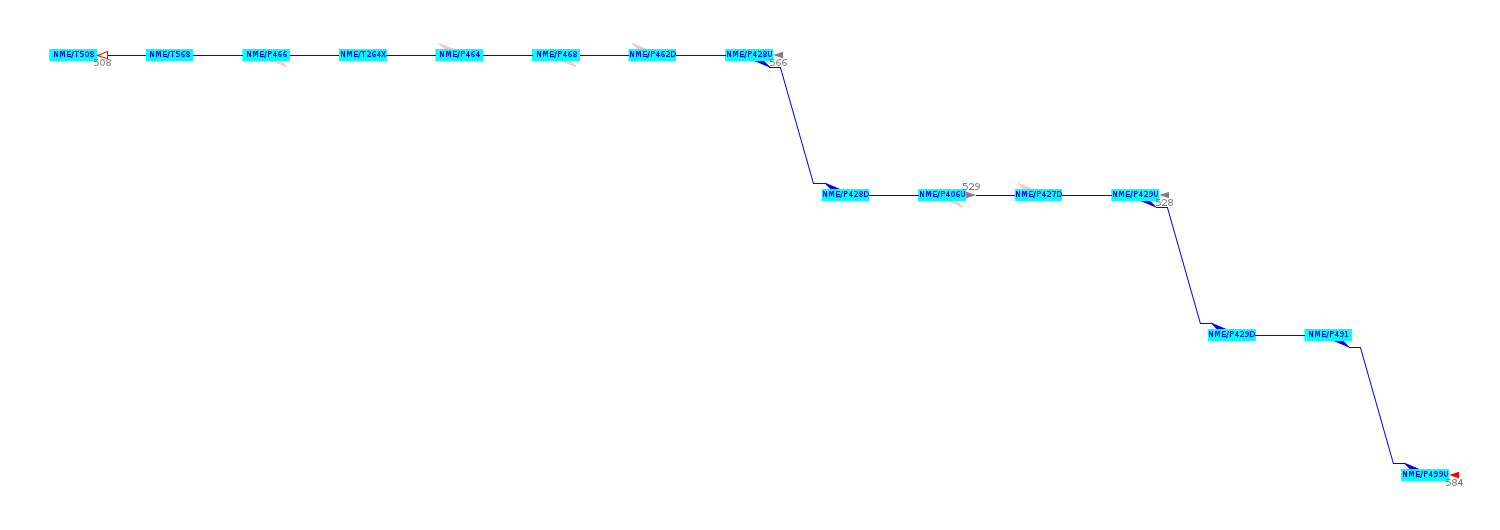 NME/T508 NME/T568 NME/P466 NME/T264X NME/P464 NME/P468 NME/P462D NME/P428U
508 566
529
NME/P428D NME/P406U NME/P427D NME/P429U
528
NME/P429D NME/P491
NME/P499U
584